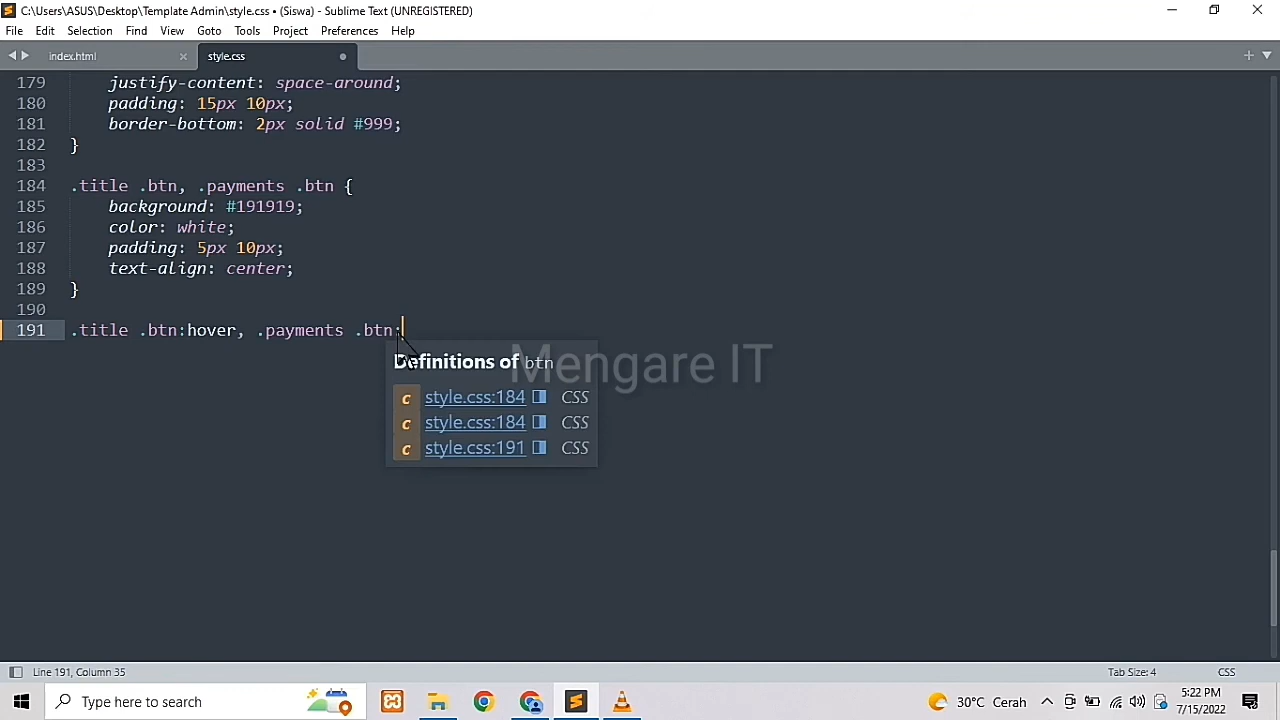 C:\Users\ASUS\Desktop\Template Admin\style.css • (Siswa) - Sublime Text (UNREGISTERED)
File Edit Selection Find View Goto Tools Project Preferences Help
index.html style.css
179 justify-content: space-around;
180 padding: 15px 10px;
181 border-bottom: 2px solid #999;
182 }
183
184 .title .btn, .payments .btn {
185 background: #191919;
186 color: white;
187 padding: 5px 10px;
188 text-align: center;
189 }
190
191 .title .btn:hover, .payments .btn:
Definitions of btn
Mengare IT
c style.css:184 CSS
c style.css:184 CSS
c style.css:191 CSS
Line 191, Column 35 Tab Size: 4 CSS
Type here to search
30°C Cerah
5:22 PM
7/15/2022